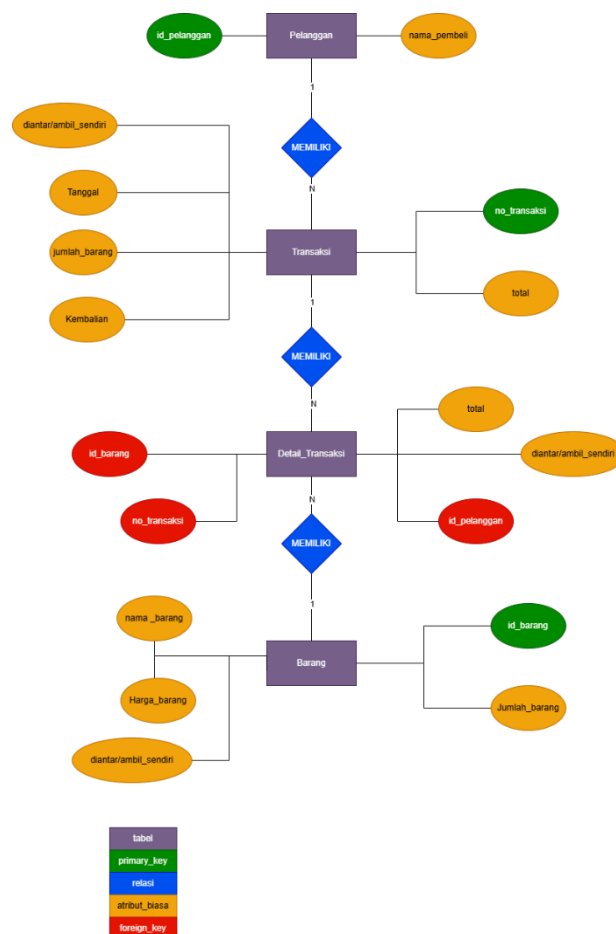 id_pelanggan
Pelanggan
nama_pembeli
1
MEMILIKI
N
diantar/ambil_sendiri
Tanggal
jumlah_barang
Kembalian
Transaksi
no_transaksi
total
1
MEMILIKI
N
id_barang
no_transaksi
Detail_Transaksi
total
diantar/ambil_sendiri
id_pelanggan
N
MEMILIKI
1
nama _barang
Harga_barang
diantar/ambil_sendiri
Barang
id_barang
Jumlah_barang
tabel
primary_key
relasi
atribut_biasa
foreign_key